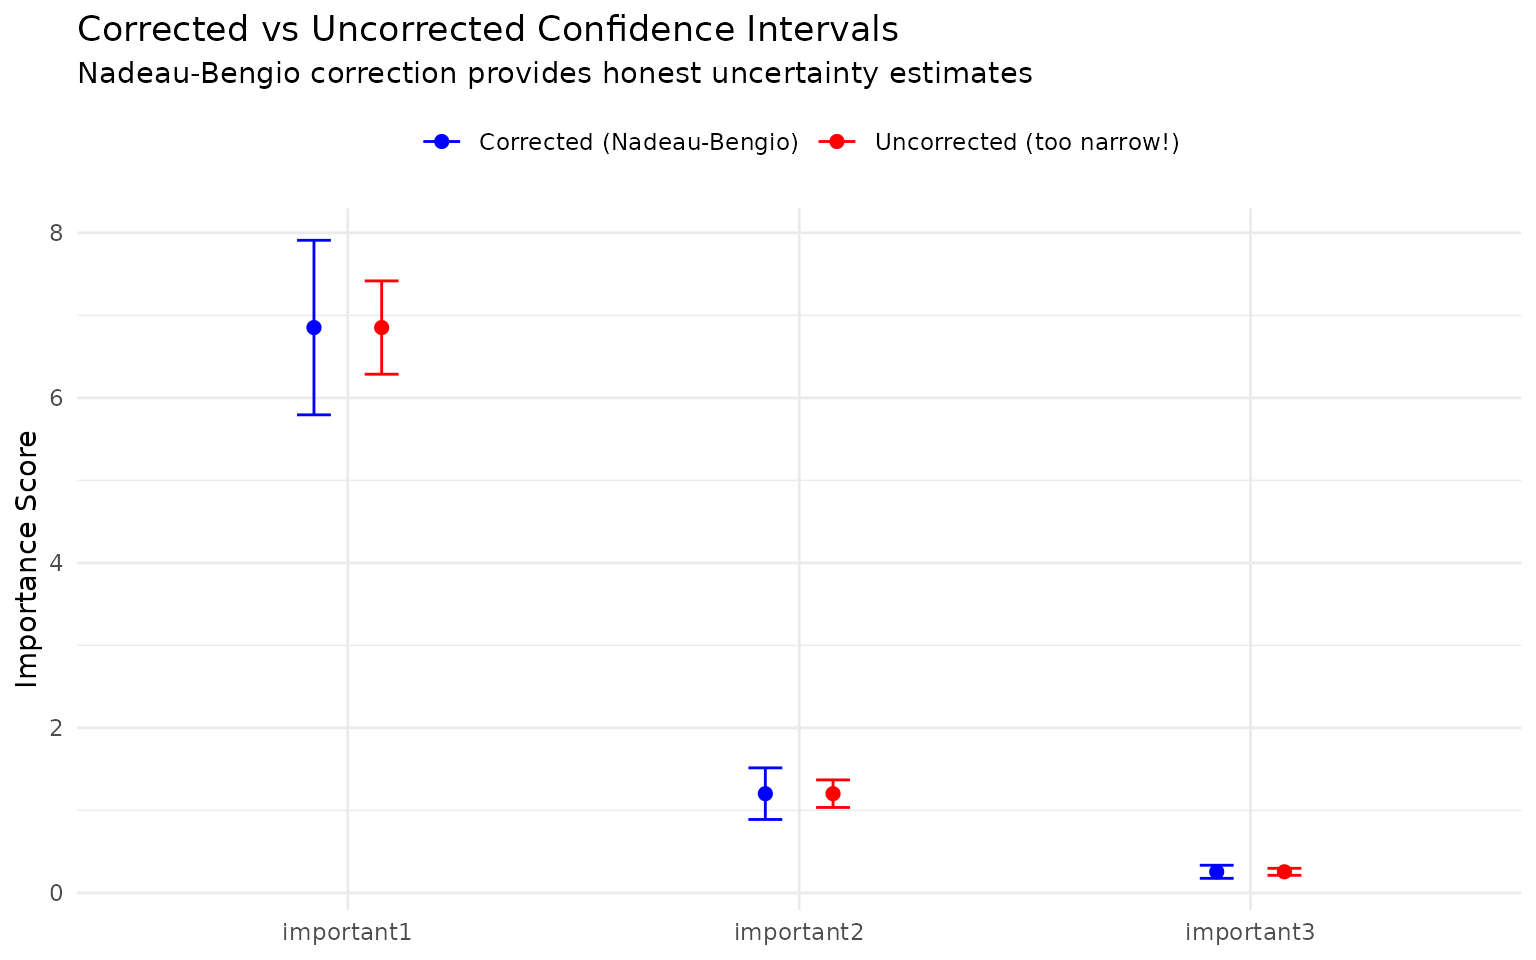 Corrected vs Uncorrected Confidence Intervals
Nadeau-Bengio correction provides honest uncertainty estimates
Corrected (Nadeau-Bengio) Uncorrected (too narrow!)
Importance Score
8
6
4
2
0
important1 important2 important3